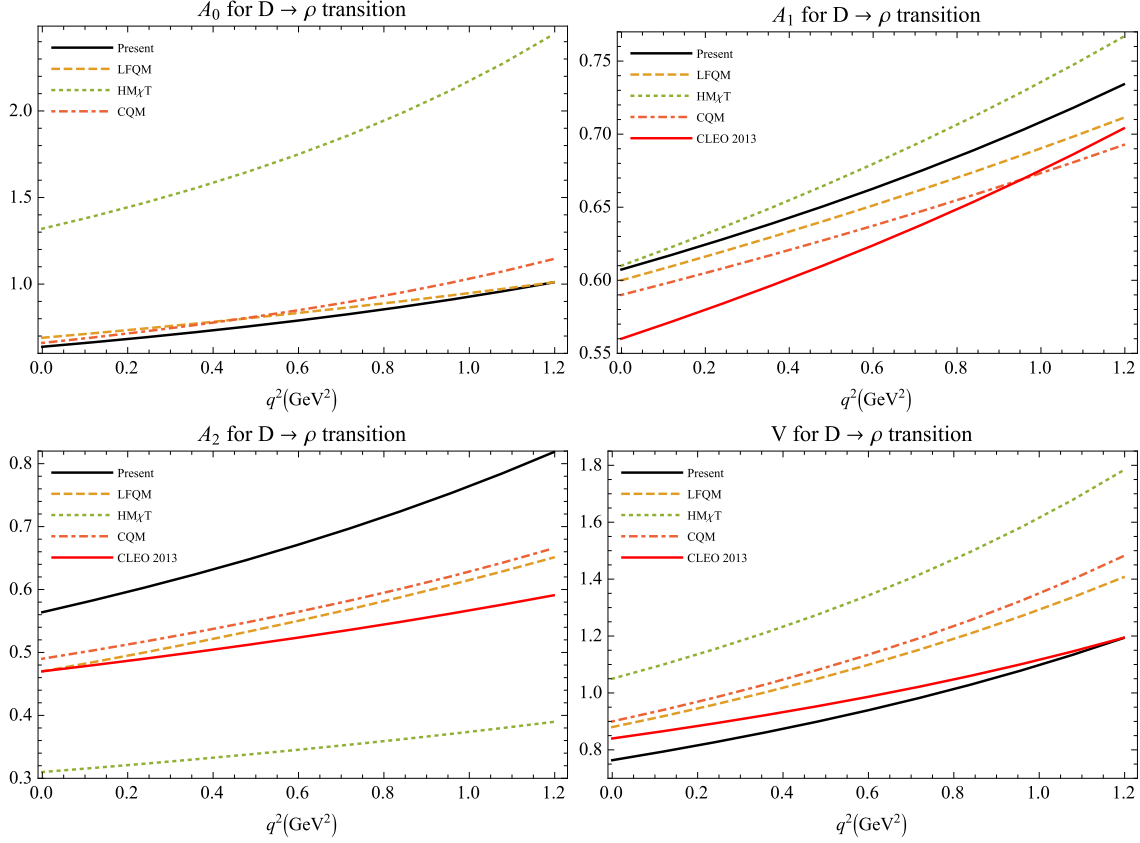 A₀ for D → ρ transition
Present
LFQM
HMχT
CQM
2.0
1.5
1.0
0.0 0.2 0.4 0.6 0.8 1.0 1.2
q²(GeV²)
A₁ for D → ρ transition
Present
LFQM
HMχT
CQM
CLEO 2013
0.75
0.70
0.65
0.60
0.55
0.0 0.2 0.4 0.6 0.8 1.0 1.2
q²(GeV²)
A₂ for D → ρ transition
Present
LFQM
HMχT
CQM
CLEO 2013
0.8
0.7
0.6
0.5
0.4
0.3
0.0 0.2 0.4 0.6 0.8 1.0 1.2
q²(GeV²)
V for D → ρ transition
Present
LFQM
HMχT
CQM
CLEO 2013
1.8
1.6
1.4
1.2
1.0
0.8
0.0 0.2 0.4 0.6 0.8 1.0 1.2
q²(GeV²)